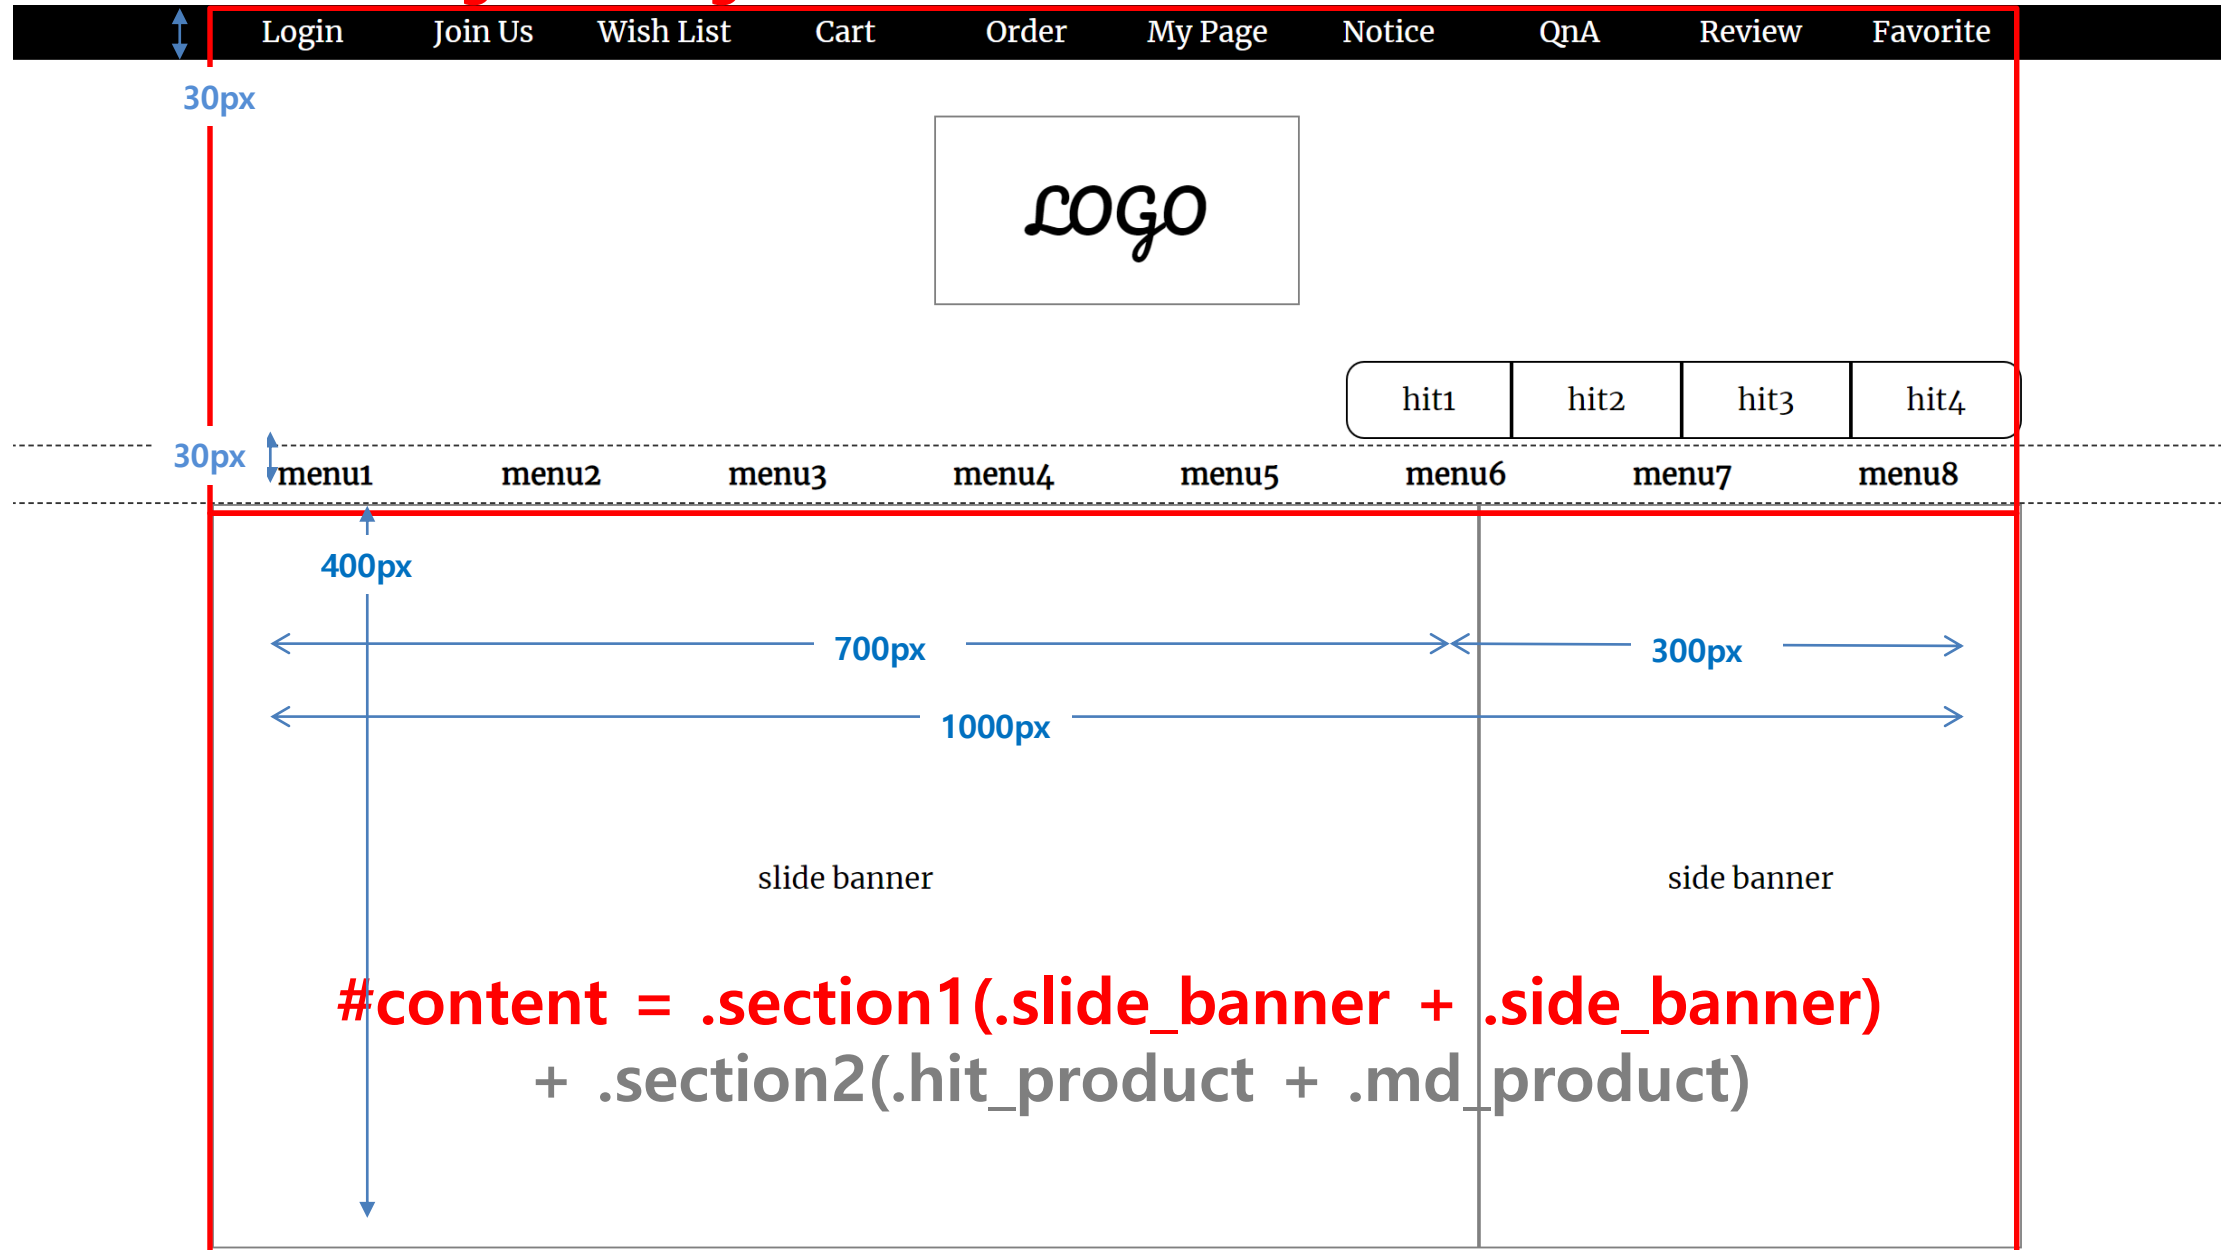 Login Join Us Wish List Cart Order My Page Notice QnA Review Favorite
30px
LOGO
hit1 hit2 hit3 hit4
30px
menu1 menu2 menu3 menu4 menu5 menu6 menu7 menu8
400px
700px 300px
1000px
slide banner side banner
#content = .section1(.slide_banner + .side_banner)
+ .section2(.hit_product + .md_product)